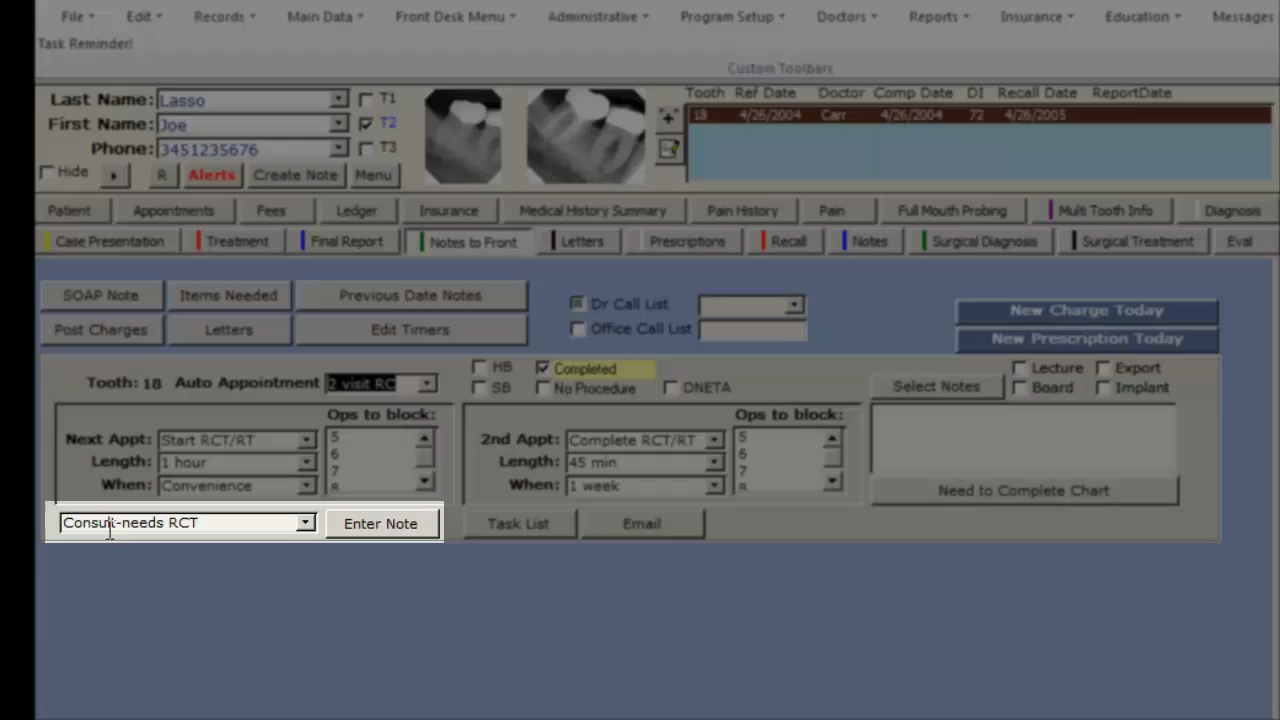 File Edit Records Main Data Front Desk Menu Administrative Program Setup Doctors Reports Insurance Education Messages
Task Reminder!
Custom Toolbars
Last Name: Lasso T1
First Name: Joe T2
Phone: 3451235676 T3
Hide R Alerts Create Note Menu
Tooth Ref Date Doctor Comp Date DI Recall Date ReportDate
18 4/26/2004 Carr 4/26/2004 72 4/26/2005
Patient Appointments Fees Ledger Insurance Medical History Summary Pain History Pain Full Mouth Probing Multi Tooth Info Diagnosis
Case Presentation Treatment Final Report Notes to Front Letters Prescriptions Recall Notes Surgical Diagnosis Surgical Treatment Eval
SOAP Note Items Needed Previous Date Notes
Dr Call List
New Charge Today
Post Charges Letters Edit Timers
Office Call List
New Prescription Today
Tooth: 18 Auto Appointment 2 visit RC
HB Completed
SB No Procedure DNETA
Select Notes
Lecture Export
Board Implant
Ops to block:
Next Appt: Start RCT/RT
Length: 1 hour
When: Convenience
5
6
7
8
Ops to block:
2nd Appt: Complete RCT/RT
Length: 45 min
When: 1 week
5
6
7
8
Need to Complete Chart
Consult-needs RCT Enter Note Task List Email